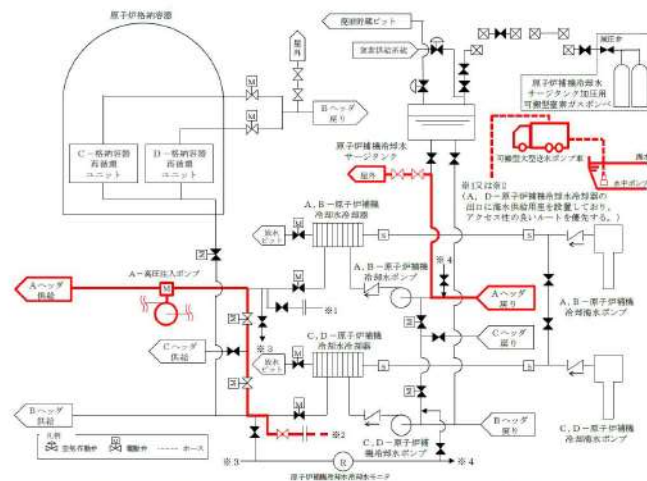 原子炉格納容器
屋外
M
M
Bヘッダ
戻り
C-格納容器
再循環
ユニット
D-格納容器
再循環
ユニット
燃料貯蔵ピット
窒素供給系統
減圧弁
原子炉補機冷却水
サージタンク加圧用
可搬型窒素ガスボンベ
可搬型大型送水ポンプ車
海水
水中ポンプ
原子炉補機冷却水
サージタンク
屋外
※1又は※2
(A,D-原子炉補機冷却水冷却器の
出口に海水供給用座を設置しており、
アクセス性の良いルートを優先する。)
A,B-原子炉補機
冷却水冷却器
放水
ピット
M
S
S
※4
A,B-原子炉補機
冷却水ポンプ
A,B-原子炉補機
冷却海水ポンプ
Aヘッダ
供給
A-高圧注入ポンプ
M
※1
※3
Aヘッダ
戻り
Cヘッダ
供給
C,D-原子炉補機
冷却水冷却器
Cヘッダ
戻り
放水
ピット
M
S
S
Bヘッダ
供給
M
※2
C,D-原子炉補
機冷却水ポンプ
Bヘッダ
戻り
C,D-原子炉補機
冷却海水ポンプ
凡例
空気作動弁
M
電動弁
ホース
※3
R
※4
原子炉補機冷却水冷却水モニタ